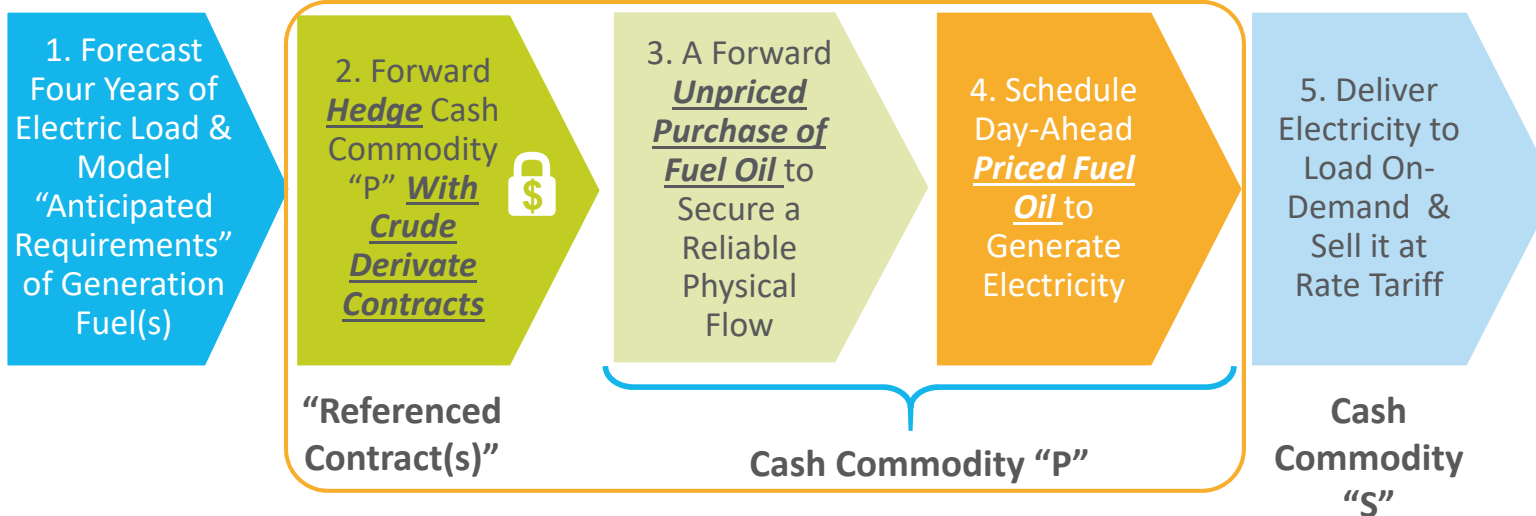 1. Forecast
Four Years of
Electric Load &
Model
“Anticipated
Requirements”
of Generation
Fuel(s)
2. Forward
Hedge Cash
Commodity
“P” With
Crude
Derivate
Contracts
$
3. A Forward
Unpriced
Purchase of
Fuel Oil to
Secure a
Reliable
Physical
Flow
4. Schedule
Day-Ahead
Priced Fuel
Oil to
Generate
Electricity
5. Deliver
Electricity to
Load On-
Demand &
Sell it at
Rate Tariff
“Referenced
Contract(s)”
Cash Commodity “P”
Cash
Commodity
“S”